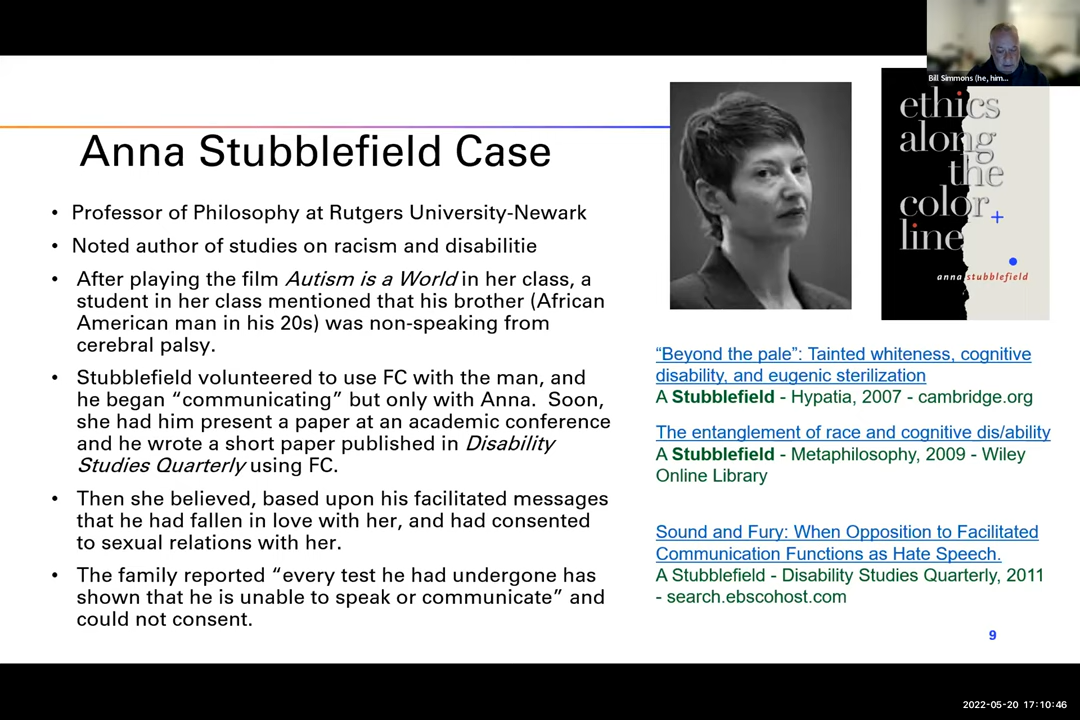 Bill Simmons (he, him...
Anna Stubblefield Case
• Professor of Philosophy at Rutgers University-Newark
• Noted author of studies on racism and disabilitie
• After playing the film Autism is a World in her class, a
student in her class mentioned that his brother (African
American man in his 20s) was non-speaking from
cerebral palsy.
• Stubblefield volunteered to use FC with the man, and
he began “communicating” but only with Anna. Soon,
she had him present a paper at an academic conference
and he wrote a short paper published in Disability
Studies Quarterly using FC.
• Then she believed, based upon his facilitated messages
that he had fallen in love with her, and had consented
to sexual relations with her.
• The family reported “every test he had undergone has
shown that he is unable to speak or communicate” and
could not consent.
ethics
along
the
color
line
anna stubblefield
“Beyond the pale”: Tainted whiteness, cognitive
disability, and eugenic sterilization
A Stubblefield - Hypatia, 2007 - cambridge.org
The entanglement of race and cognitive dis/ability
A Stubblefield - Metaphilosophy, 2009 - Wiley
Online Library
Sound and Fury: When Opposition to Facilitated
Communication Functions as Hate Speech.
A Stubblefield - Disability Studies Quarterly, 2011
- search.ebscohost.com
9
2022-05-20 17:10:46